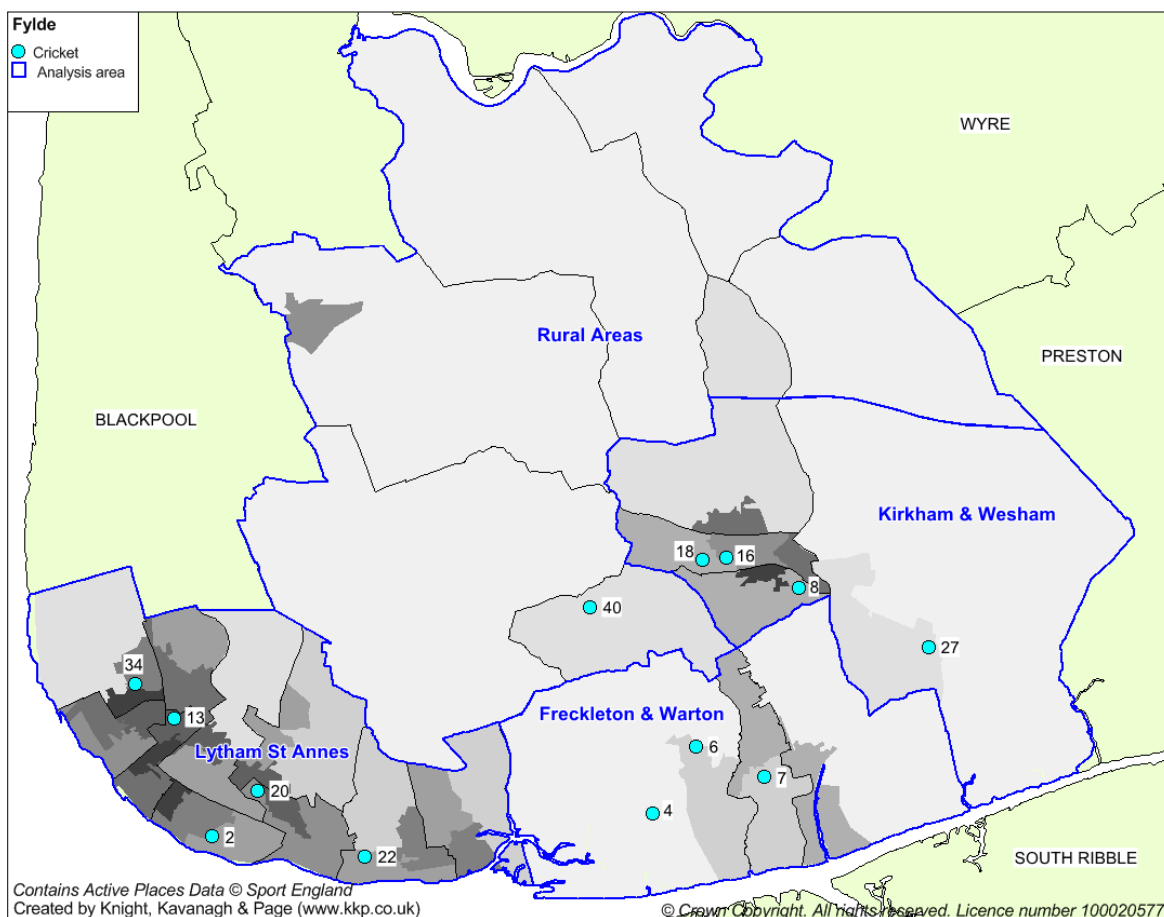 Fylde
Cricket
Analysis area
WYRE
PRESTON
Rural Areas
BLACKPOOL
Kirkham & Wesham
18
16
8
40
27
34
13
Freckleton & Warton
Lytham St Annes
6
7
20
4
2
22
SOUTH RIBBLE
Contains Active Places Data © Sport England
Created by Knight, Kavanagh & Page (www.kkp.co.uk)
© Crown Copyright. All rights reserved. Licence number 100020577